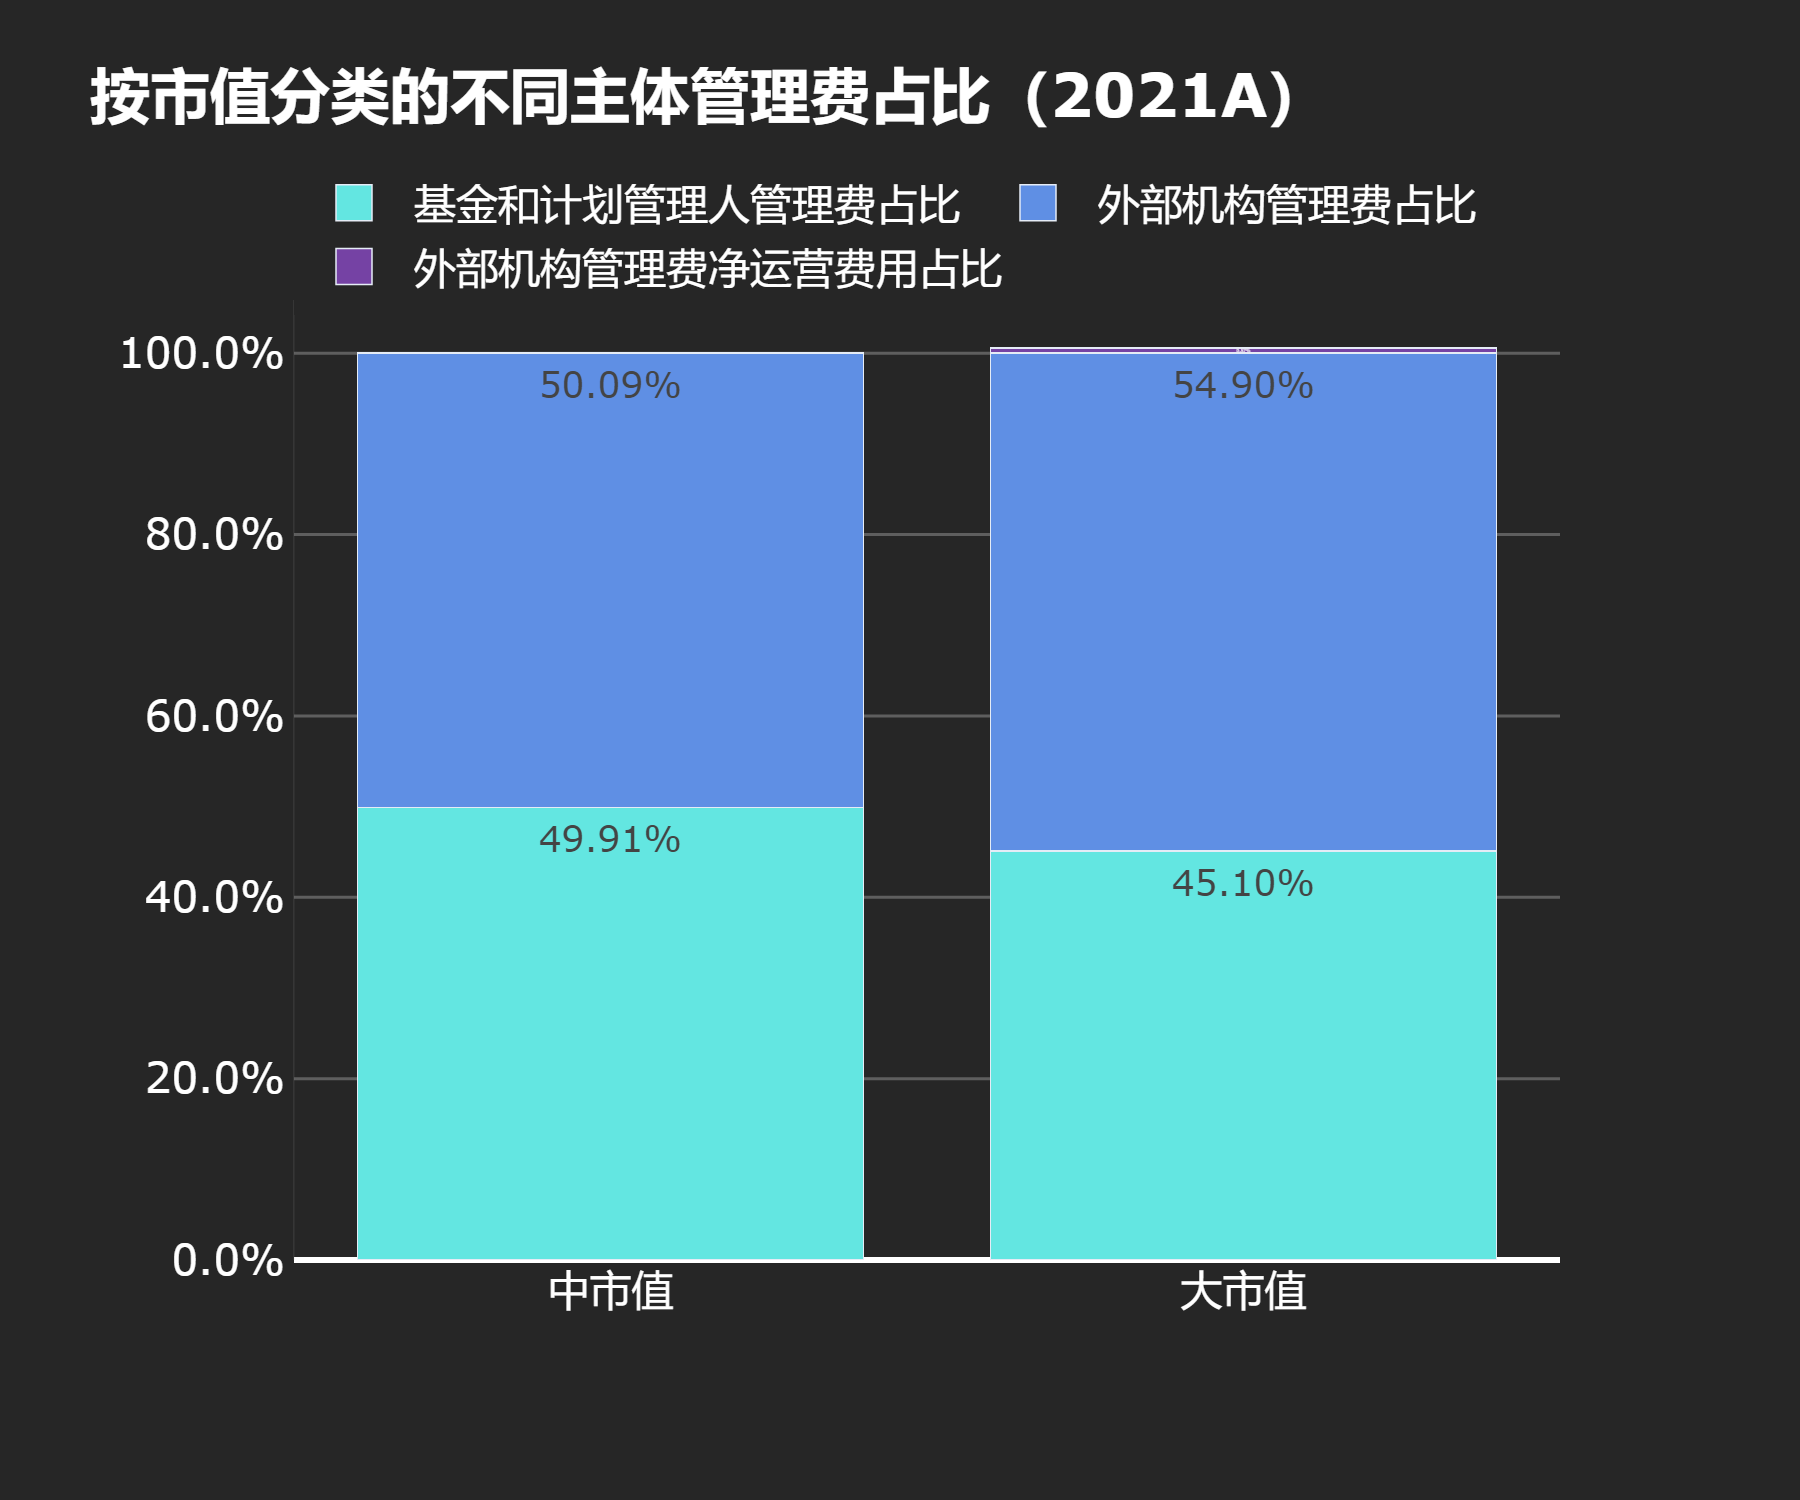 按市值分类的不同主体管理费占比（2021A）
基金和计划管理人管理费占比 外部机构管理费占比
外部机构管理费净运营费用占比
100.0%
80.0%
60.0%
40.0%
20.0%
0.0%
50.09%
54.90%
49.91%
45.10%
中市值 大市值